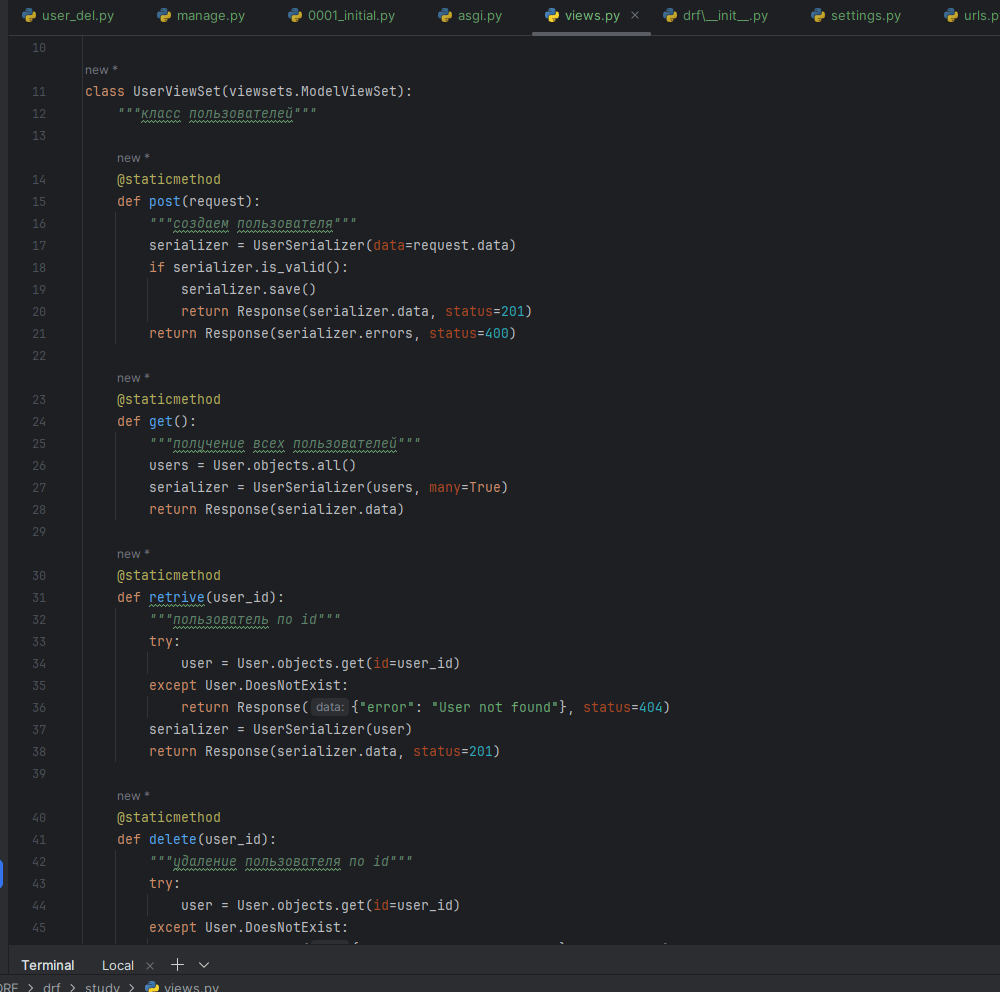 user_del.py manage.py 0001_initial.py asgi.py views.py × drf\__init__.py settings.py urls.p
10
new *
11 class UserViewSet(viewsets.ModelViewSet):
12 """класс пользователей"""
13
new *
14 @staticmethod
15 def post(request):
16 """создаем пользователя"""
17 serializer = UserSerializer(data=request.data)
18 if serializer.is_valid():
19 serializer.save()
20 return Response(serializer.data, status=201)
21 return Response(serializer.errors, status=400)
22
new *
23 @staticmethod
24 def get():
25 """получение всех пользователей"""
26 users = User.objects.all()
27 serializer = UserSerializer(users, many=True)
28 return Response(serializer.data)
29
new *
30 @staticmethod
31 def retrive(user_id):
32 """пользователь по id"""
33 try:
34 user = User.objects.get(id=user_id)
35 except User.DoesNotExist:
36 return Response( data: {"error": "User not found"}, status=404)
37 serializer = UserSerializer(user)
38 return Response(serializer.data, status=201)
39
new *
40 @staticmethod
41 def delete(user_id):
42 """удаление пользователя по id"""
43 try:
44 user = User.objects.get(id=user_id)
45 except User.DoesNotExist:
Terminal Local × +
ORF > drf > study > views.py